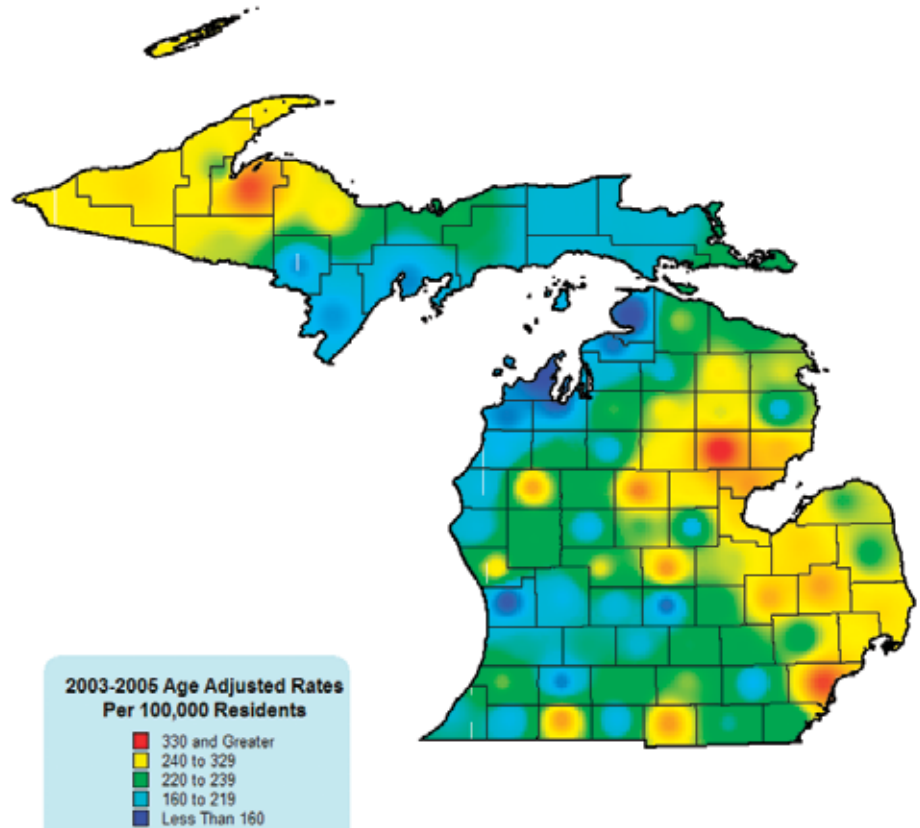 2003-2005 Age Adjusted Rates
Per 100,000 Residents
330 and Greater
240 to 329
220 to 239
160 to 219
Less Than 160